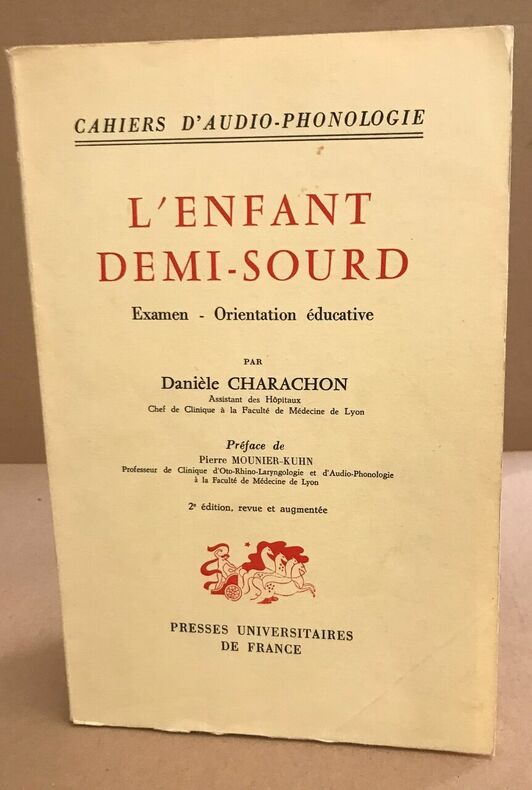 CAHIERS D'AUDIO-PHONOLOGIE
L'ENFANT
DEMI-SOURD
Examen - Orientation éducative
PAR
Danièle CHARACHON
Assistant des Hôpitaux
Chef de Clinique à la Faculté de Médecine de Lyon
Préface de
Pierre MOUNIER-KUHN
Professeur de Clinique d'Oto-Rhino-Laryngologie et d'Audio-Phonologie
à la Faculté de Médecine de Lyon
2e édition, revue et augmentée
PRESSES UNIVERSITAIRES
DE FRANCE